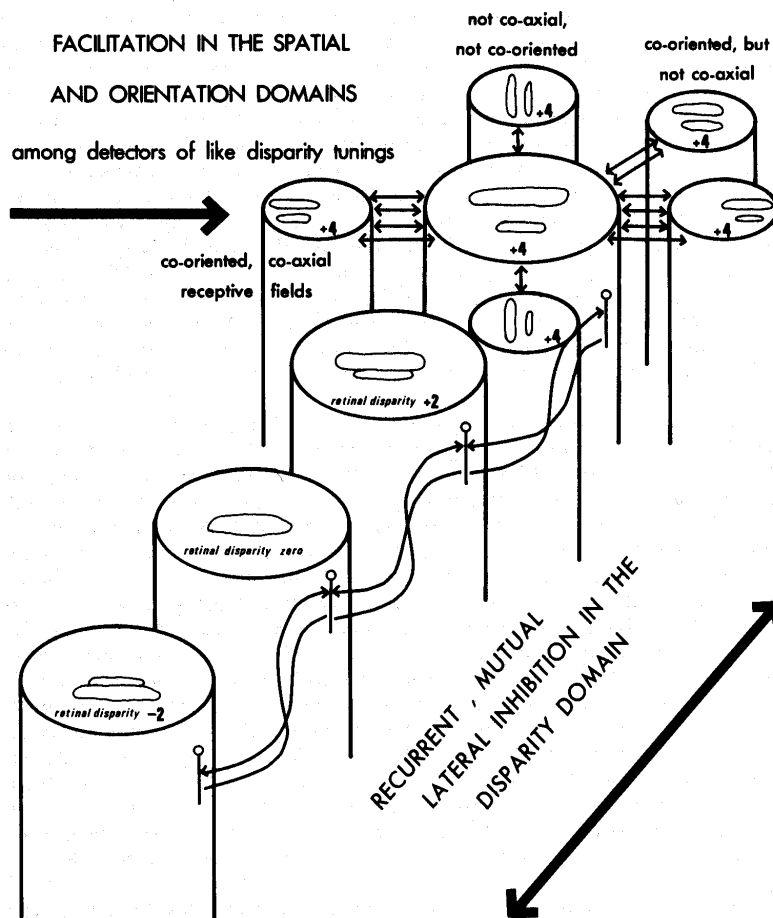 FACILITATION IN THE SPATIAL
AND ORIENTATION DOMAINS
among detectors of like disparity tunings
not co-axial,
not co-oriented
co-oriented, but
not co-axial
+4
+4
+4
+4
+4
co-oriented, co-axial
receptive fields
+4
retinal disparity +2
retinal disparity zero
retinal disparity -2
RECURRENT, MUTUAL
LATERAL INHIBITION IN THE
DISPARITY DOMAIN